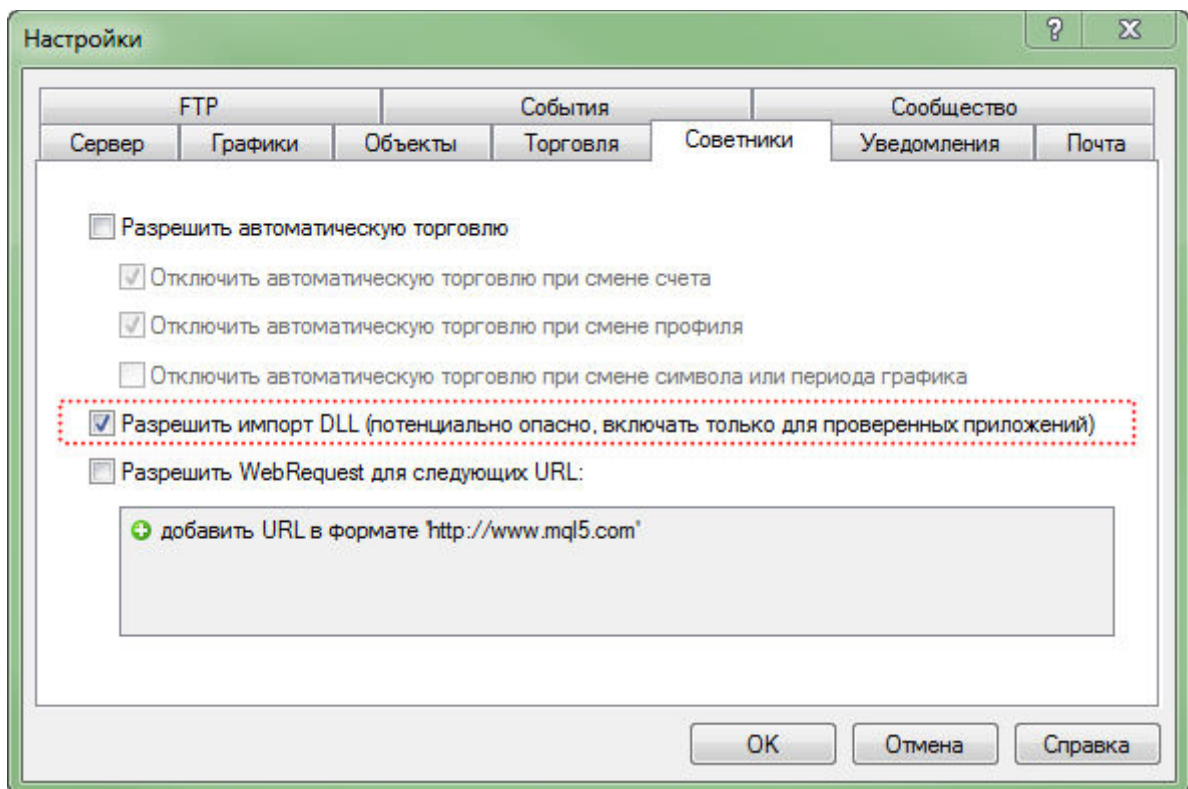 Настройки
FTP
События
Сообщество
Сервер
Графики
Объекты
Торговля
Советники
Уведомления
Почта
Разрешить автоматическую торговлю
Отключить автоматическую торговлю при смене счета
Отключить автоматическую торговлю при смене профиля
Отключить автоматическую торговлю при смене символа или периода графика
Разрешить импорт DLL (потенциально опасно, включать только для проверенных приложений)
Разрешить WebRequest для следующих URL:
добавить URL в формате 'http://www.mql5.com'
OK
Отмена
Справка